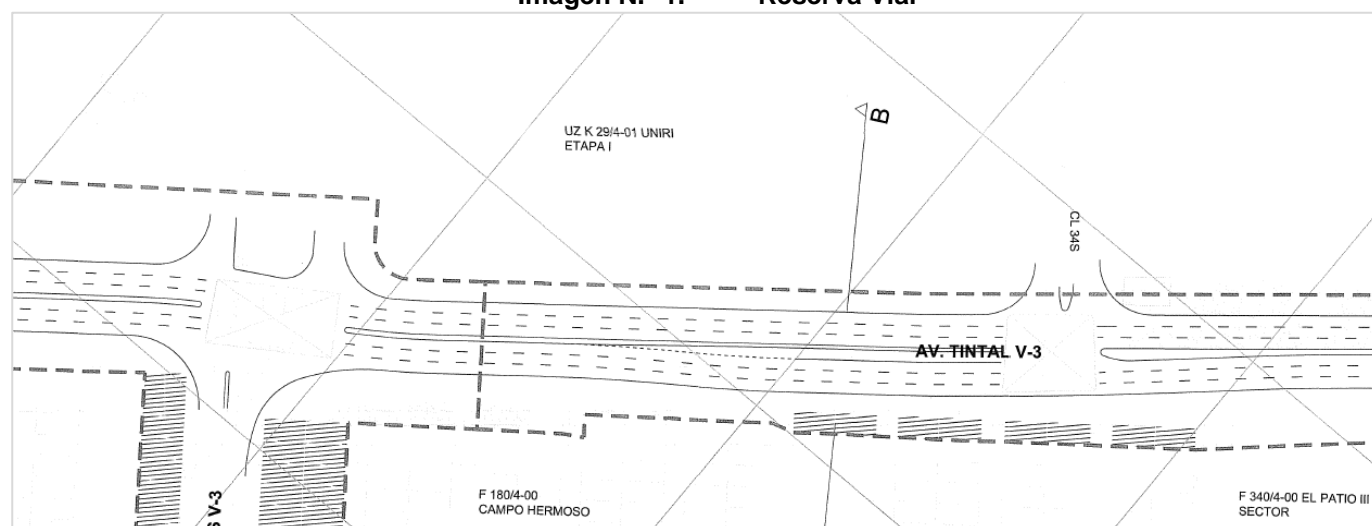 Imagen N.° 1. Reserva Vial
UZ K 29/4-01 UNIRI
ETAPA I
B
CL 34S
AV. TINTAL V-3
S V-3
F 180/4-00
CAMPO HERMOSO
F 340/4-00 EL PATIO III
SECTOR